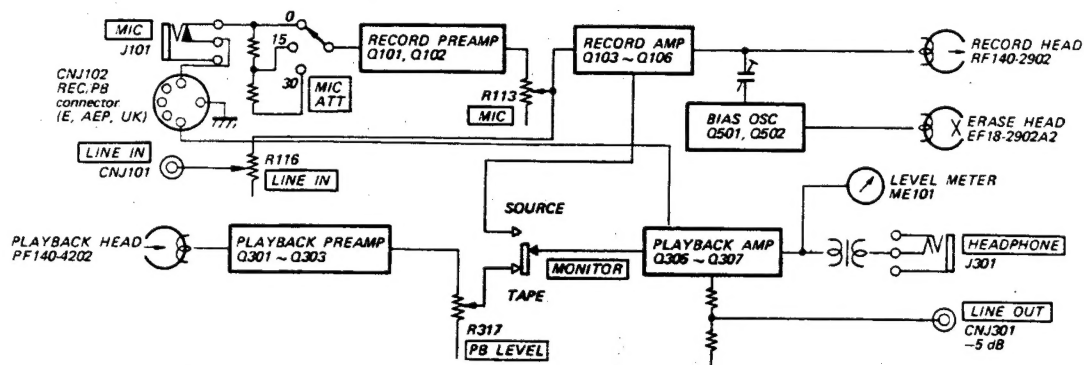 MIC
J101
CNJ102
REC,PB
connector
(E, AEP, UK)
0
15
30
MIC
ATT
RECORD PREAMP
Q101, Q102
R113
MIC
RECORD AMP
Q103 ~ Q106
RECORD HEAD
RF140-2902
BIAS OSC
Q501, Q502
ERASE HEAD
EF18-2902A2
LINE IN
CNJ101
R116
LINE IN
LEVEL METER
ME101
SOURCE
PLAYBACK HEAD
PF140-4202
PLAYBACK PREAMP
Q301 ~ Q303
MONITOR
TAPE
PLAYBACK AMP
Q305 ~ Q307
HEADPHONE
J301
R317
PB LEVEL
LINE OUT
CNJ301
-5 dB